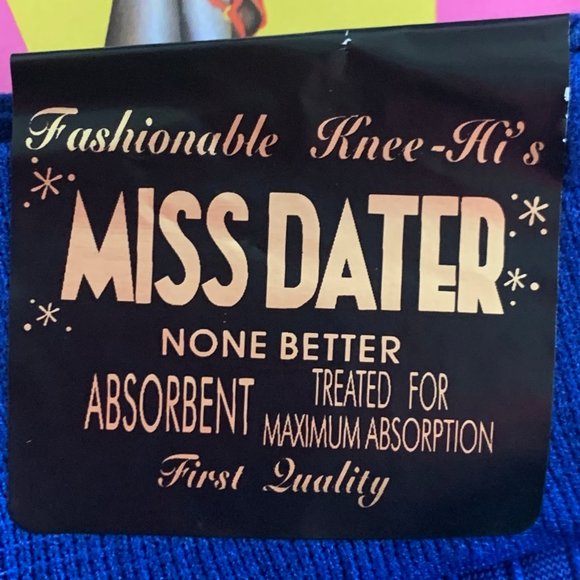 Fashionable Knee-Hi's
MISS DATER
NONE BETTER
ABSORBENT TREATED FOR MAXIMUM ABSORPTION
First Quality